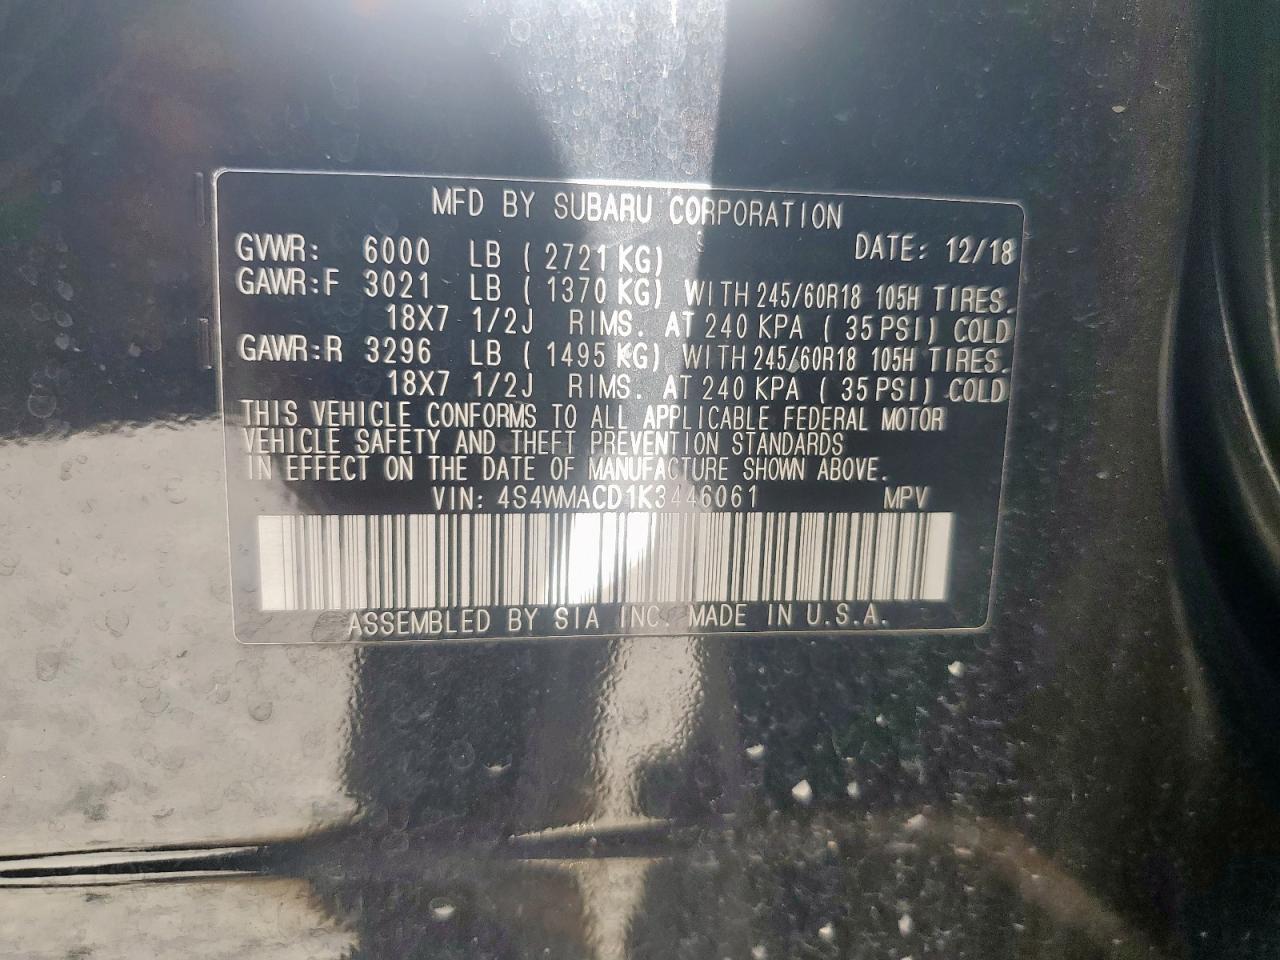 MFD BY SUBARU CORPORATION
GVWR: 6000 LB ( 2721 KG) DATE: 12/18
GAWR:F 3021 LB ( 1370 KG) WITH 245/60R18 105H TIRES.
18X7 1/2J RIMS. AT 240 KPA ( 35 PSI) COLD
GAWR:R 3296 LB ( 1495 KG) WITH 245/60R18 105H TIRES.
18X7 1/2J RIMS. AT 240 KPA ( 35 PSI) COLD
THIS VEHICLE CONFORMS TO ALL APPLICABLE FEDERAL MOTOR
VEHICLE SAFETY AND THEFT PREVENTION STANDARDS
IN EFFECT ON THE DATE OF MANUFACTURE SHOWN ABOVE.
VIN: 4S4WMACD1K3446061 MPV
ASSEMBLED BY SIA INC. MADE IN U.S.A.